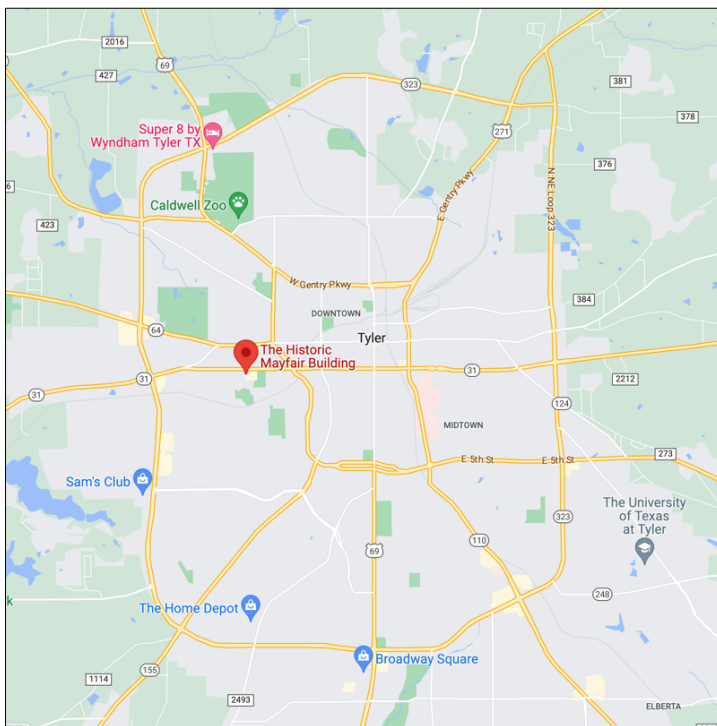 2016
69
427
323
381
378
Super 8 by
Wyndham Tyler TX
271
376
N NE Loop 323
E Gentry Pkwy
Caldwell Zoo
423
W Gentry Pkwy
384
DOWNTOWN
64
Tyler
The Historic
Mayfair Building
31
31
31
2212
124
MIDTOWN
E 5th St
E 5th St
273
Sam's Club
The University
of Texas
at Tyler
323
110
69
248
The Home Depot
Broadway Square
155
1114
2493
ELBERTA